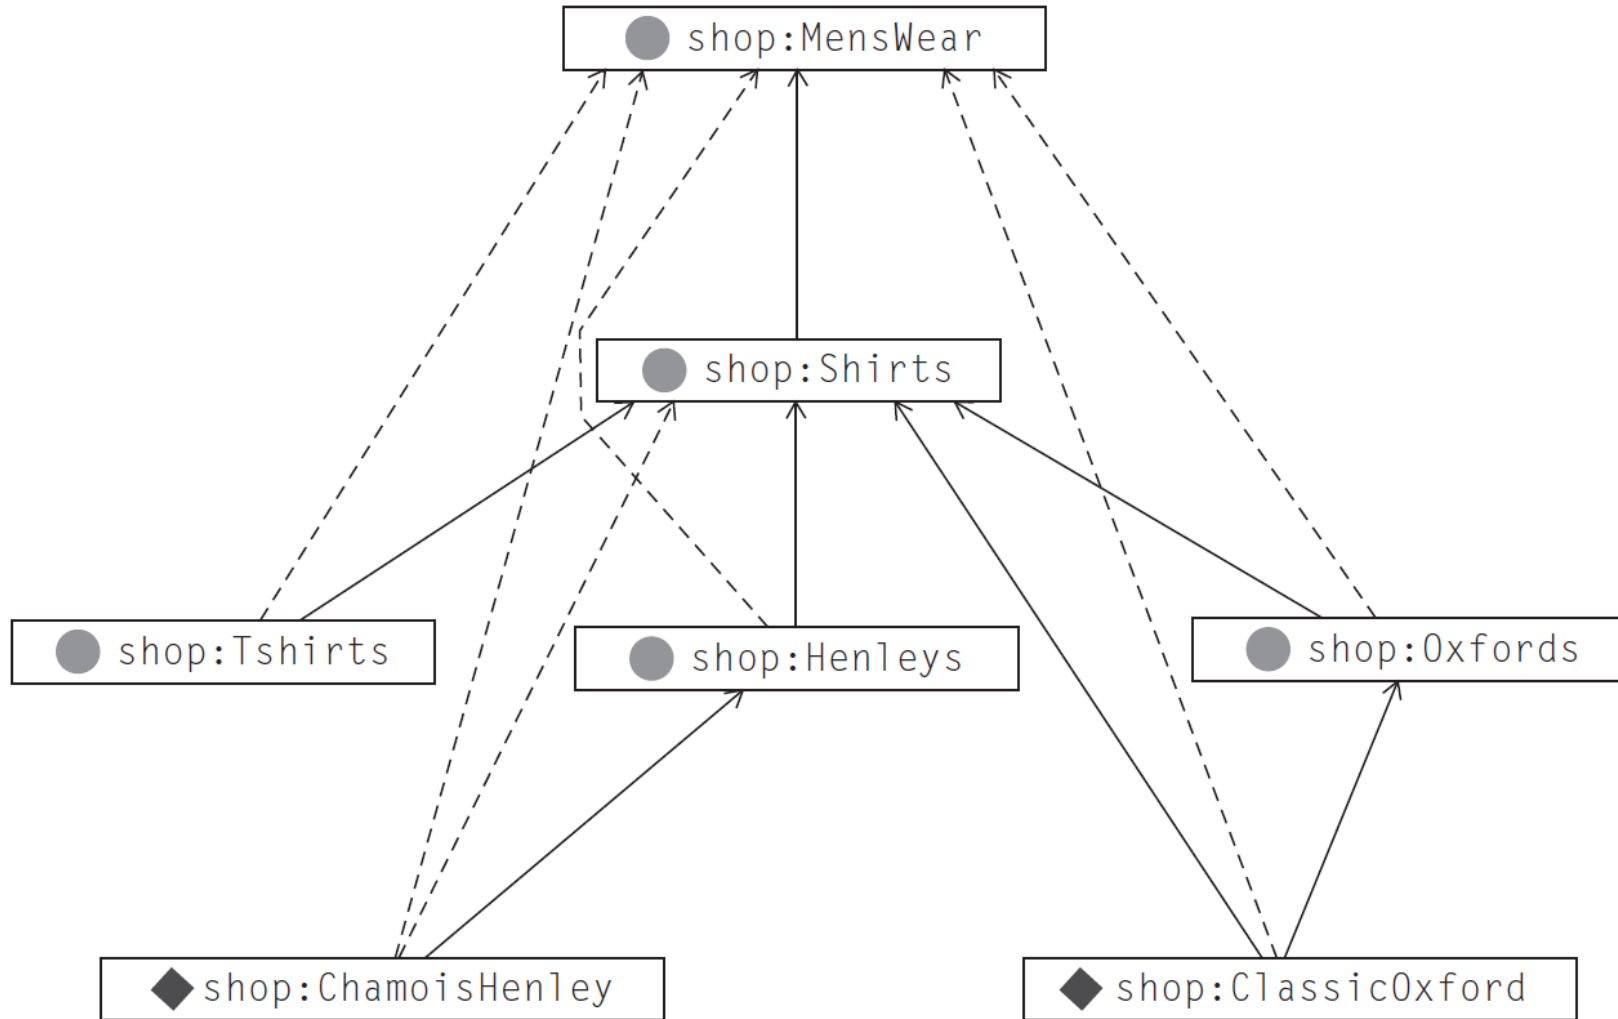 shop:MensWear
shop:Shirts
shop:Tshirts
shop:Henleys
shop:Oxfords
shop:ChamoisHenley
shop:ClassicOxford